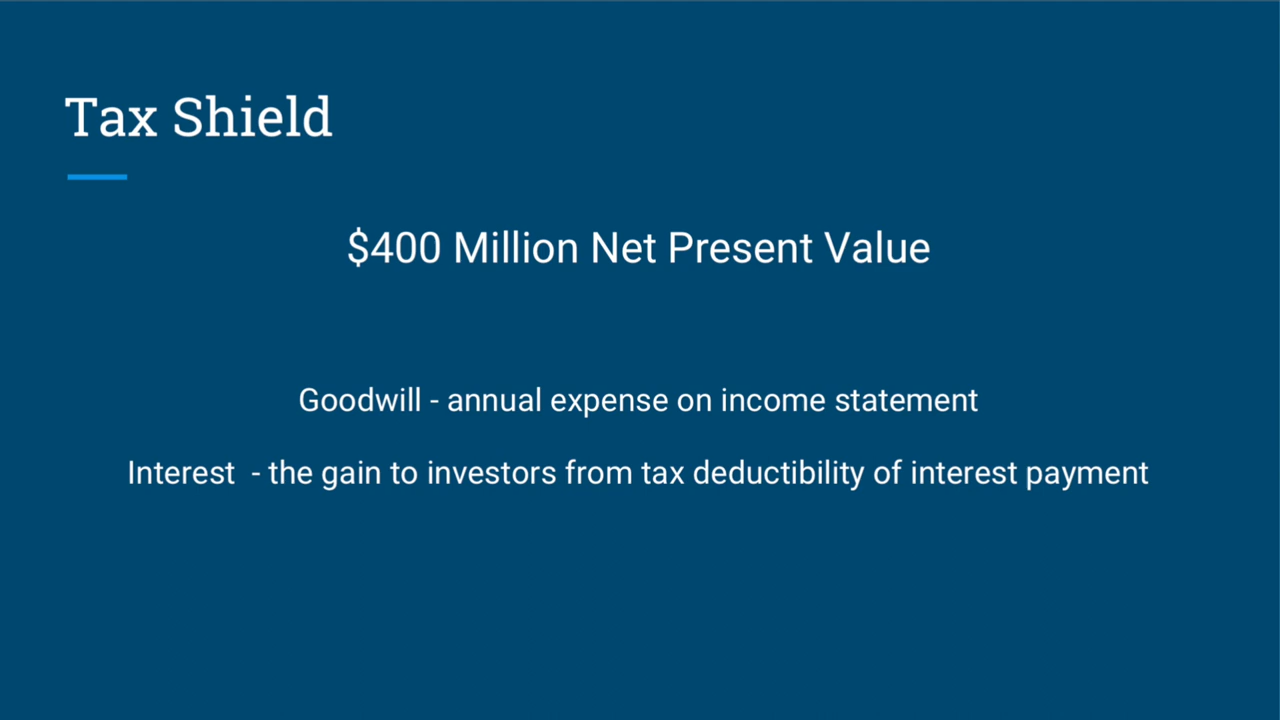 Tax Shield
$400 Million Net Present Value
Goodwill - annual expense on income statement
Interest  - the gain to investors from tax deductibility of interest payment